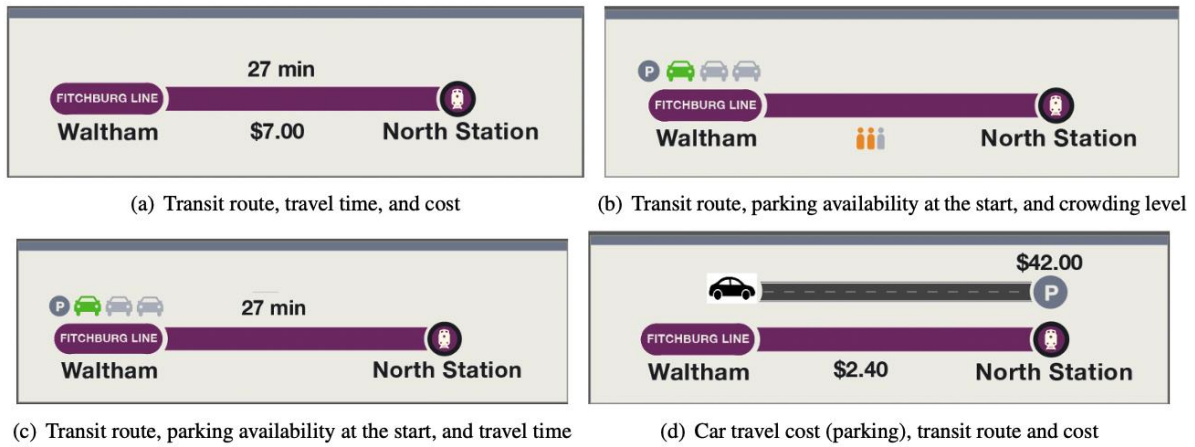 27 min
FITCHBURG LINE
Waltham $7.00 North Station
(a) Transit route, travel time, and cost
P
FITCHBURG LINE
Waltham North Station
(b) Transit route, parking availability at the start, and crowding level
P
27 min
FITCHBURG LINE
Waltham North Station
(c) Transit route, parking availability at the start, and travel time
$42.00
P
FITCHBURG LINE
Waltham $2.40 North Station
(d) Car travel cost (parking), transit route and cost